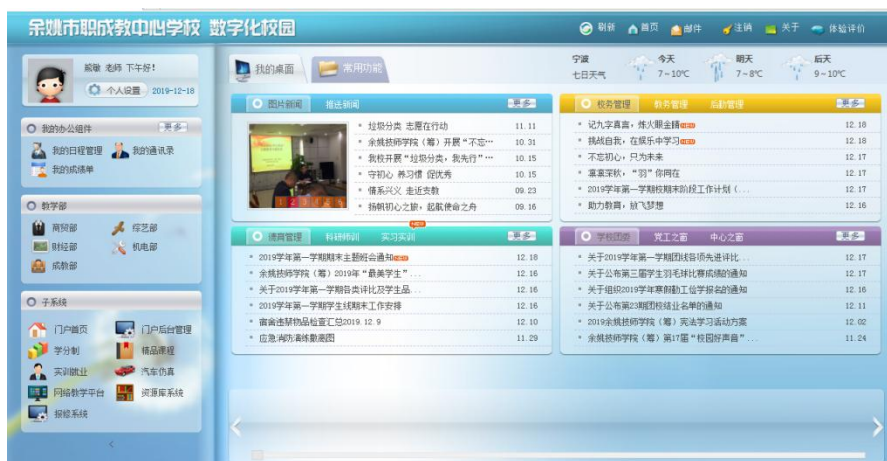 余姚市职成教中心学校 数字化校园
刷新 首页 邮件 注销 关于 体验评价
老师 下午好!
个人设置 2019-12-18
我的桌面 常用功能
宁波 今天 明天 后天
七日天气 7~10℃ 7~8℃ 9~10℃
我的办公组件 更多
我的日程管理 我的通讯录
我的成绩单
教学部
商贸部 综艺部
财经部 机电部
成教部
子系统
门户首页 门户后台管理
学分制 精品课程
实训就业 汽车仿真
网络教学平台 资源库系统
报修系统
图片新闻 推送新闻 更多
垃圾分类 志愿在行动 11.11
余姚技师学院(筹)开展“不忘… 10.31
我校开展“垃圾分类,我先行”… 10.15
守初心 养习惯 促优秀 10.15
情系兴义 走近支教 09.23
扬帆初心之旅,起航使命之舟 09.16
1 2 3 4 5 6
校务管理 教务管理 后勤管理 更多
记九字真言,炼火眼金睛 12.18
挑战自我,在娱乐中学习 12.18
不忘初心,只为未来 12.17
凛凛深秋,“羽”你同在 12.17
2019学年第一学期校期末阶段工作计划(... 12.17
助力教育,放飞梦想 12.16
德育管理 科研师训 实习实训 更多
2019学年第一学期期末主题班会通知 12.18
余姚技师学院(筹)2019年“最美学生”... 12.16
关于2019学年第一学期各类评比及学生品... 12.16
2019学年第一学期学生线期末工作安排 12.16
宿舍违禁物品检查汇总2019.12.9 12.10
应急消防演练撤离图 11.29
学校团委 党工之窗 中心之窗 更多
关于2019学年第一学期团线各项先进评比... 12.17
关于公布第三届学生羽毛球比赛成绩的通知 12.17
关于组织2019学年寒假勤工俭学报名的通知 12.16
关于公布第23期团校结业名单的通知 12.11
2019余姚技师学院(筹)宪法学习活动方案 12.02
余姚技师学院(筹)第17届“校园好声音”... 11.24